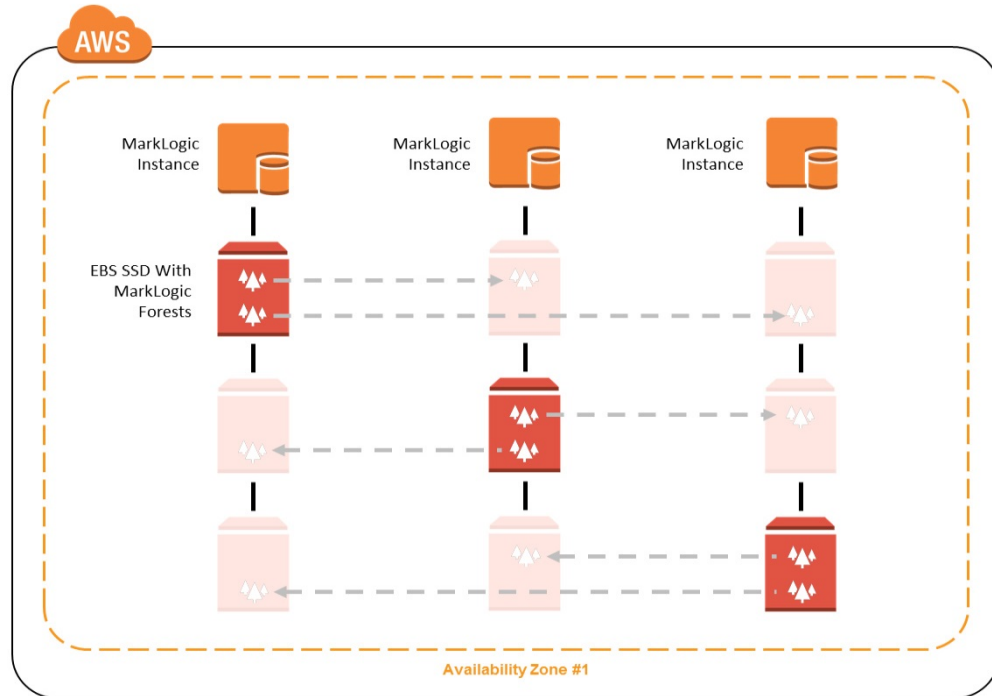 AWS
MarkLogic
Instance
MarkLogic
Instance
MarkLogic
Instance
EBS SSD With
MarkLogic
Forests
Availability Zone #1